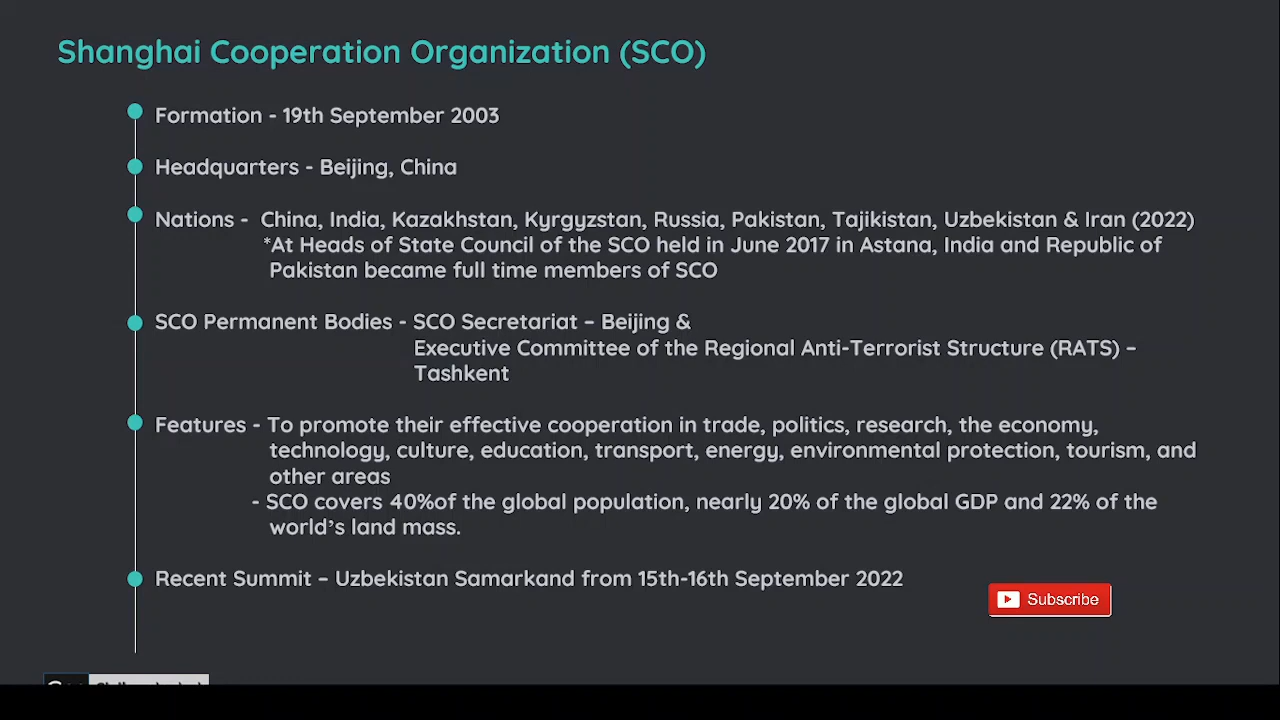 Shanghai Cooperation Organization (SCO)
Formation - 19th September 2003
Headquarters - Beijing, China
Nations - China, India, Kazakhstan, Kyrgyzstan, Russia, Pakistan, Tajikistan, Uzbekistan & Iran (2022)
*At Heads of State Council of the SCO held in June 2017 in Astana, India and Republic of
Pakistan became full time members of SCO
SCO Permanent Bodies - SCO Secretariat – Beijing &
Executive Committee of the Regional Anti-Terrorist Structure (RATS) –
Tashkent
Features - To promote their effective cooperation in trade, politics, research, the economy,
technology, culture, education, transport, energy, environmental protection, tourism, and
other areas
- SCO covers 40%of the global population, nearly 20% of the global GDP and 22% of the
world's land mass.
Recent Summit – Uzbekistan Samarkand from 15th-16th September 2022
Subscribe